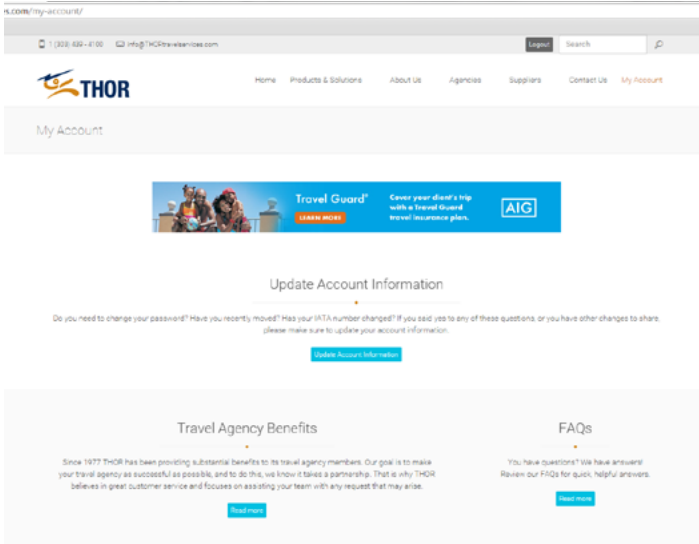 s.com/my-account/
info@THORtravelservices.com
Logout
Search
THOR
Home Products & Solutions About Us Agencies Suppliers Contact Us My Account
My Account
Travel Guard®
LEARN MORE
Cover your client's trip
with a Travel Guard
travel insurance plan.
AIG
Update Account Information
Do you need to change your password? Have you recently moved? Has your IATA number changed? If you said yes to any of these questions, or you have other changes to share,
please make sure to update your account information.
Update Account Information
Travel Agency Benefits
Since 1977 THOR has been providing substantial benefits to its travel agency members. Our goal is to make
your travel agency as successful as possible, and to do this, we know it takes a partnership. That is why THOR
believes in great customer service and focuses on assisting your team with any request that may arise.
Read more
FAQs
You have questions? We have answers!
Review our FAQs for quick, helpful answers.
Read more